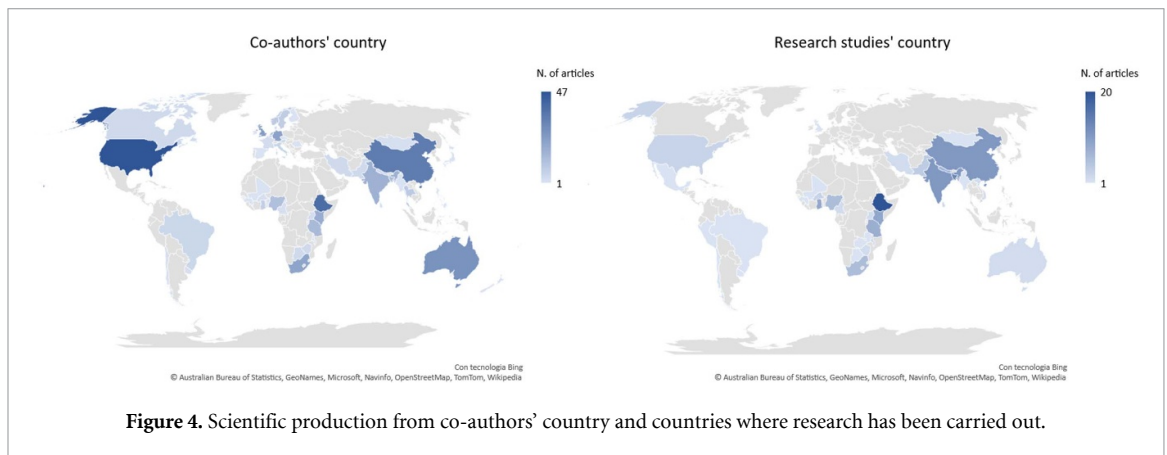 Co-authors' country
N. of articles
47
1
Con tecnologia Bing
© Australian Bureau of Statistics, GeoNames, Microsoft, Navinfo, OpenStreetMap, TomTom, Wikipedia
Research studies' country
N. of articles
20
1
Con tecnologia Bing
© Australian Bureau of Statistics, GeoNames, Microsoft, Navinfo, OpenStreetMap, TomTom, Wikipedia
Figure 4. Scientific production from co-authors' country and countries where research has been carried out.